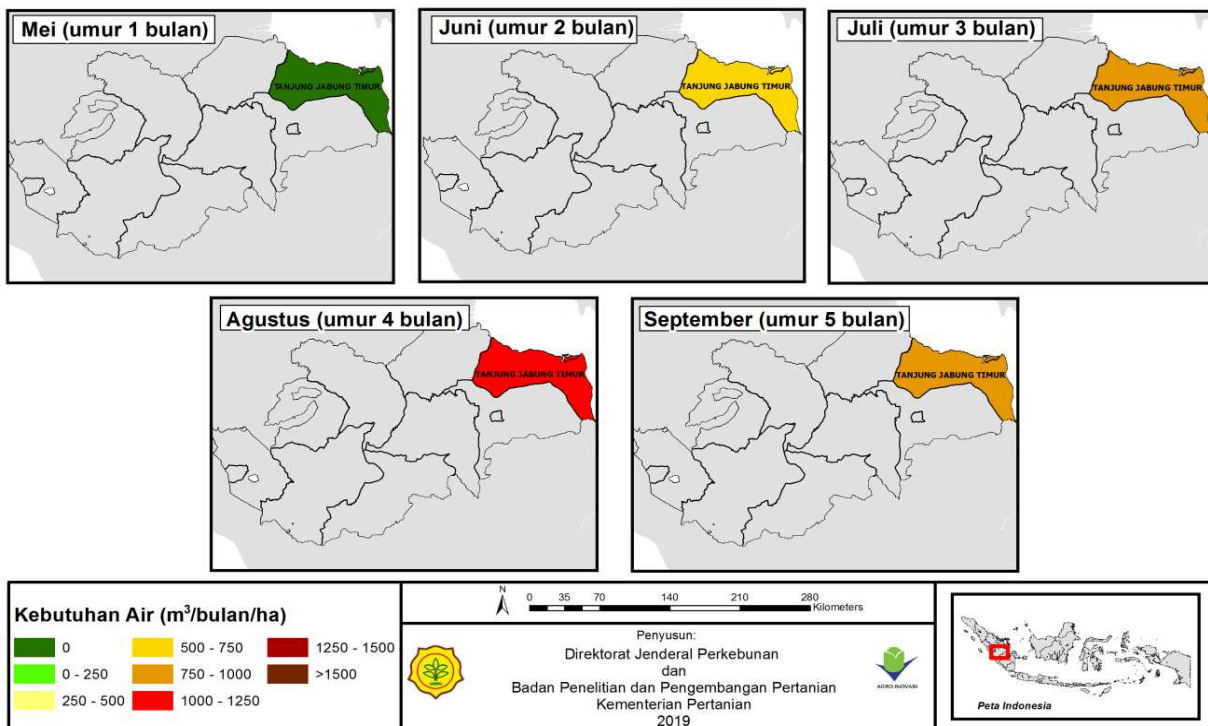 Mei (umur 1 bulan)
TANJUNG JABUNG TIMUR
Juni (umur 2 bulan)
TANJUNG JABUNG TIMUR
Juli (umur 3 bulan)
TANJUNG JABUNG TIMUR
Agustus (umur 4 bulan)
TANJUNG JABUNG TIMUR
September (umur 5 bulan)
TANJUNG JABUNG TIMUR
Kebutuhan Air (m³/bulan/ha)
0
0 - 250
250 - 500
500 - 750
750 - 1000
1000 - 1250
1250 - 1500
>1500
N
0 35 70 140 210 280
Kilometers
Penyusun:
Direktorat Jenderal Perkebunan
dan
Badan Penelitian dan Pengembangan Pertanian
Kementerian Pertanian
2019
AGRO INOVASI
Peta Indonesia